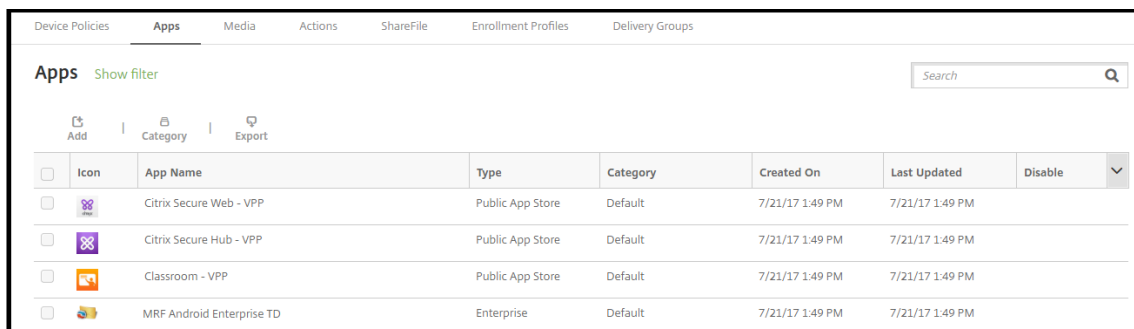 Device Policies Apps Media Actions ShareFile Enrollment Profiles Delivery Groups
Apps Show filter Search
Add Category Export
Icon App Name Type Category Created On Last Updated Disable
Citrix Secure Web - VPP Public App Store Default 7/21/17 1:49 PM 7/21/17 1:49 PM
Citrix Secure Hub - VPP Public App Store Default 7/21/17 1:49 PM 7/21/17 1:49 PM
Classroom - VPP Public App Store Default 7/21/17 1:49 PM 7/21/17 1:49 PM
MRF Android Enterprise TD Enterprise Default 7/21/17 1:49 PM 7/21/17 1:49 PM